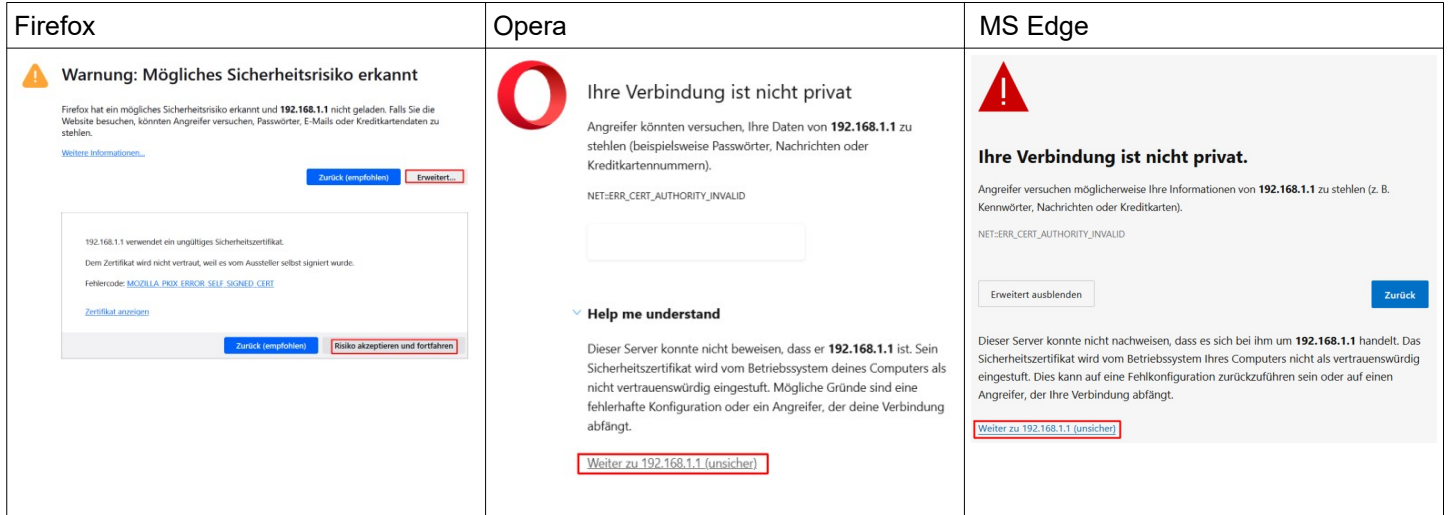 Firefox
Opera
MS Edge
Warnung: Mögliches Sicherheitsrisiko erkannt
Firefox hat ein mögliches Sicherheitsrisiko erkannt und 192.168.1.1 nicht geladen. Falls Sie die
Website besuchen, könnten Angreifer versuchen, Passwörter, E-Mails oder Kreditkartendaten zu
stehlen.
Weitere Informationen...
Zurück (empfohlen)
Erweitert...
192.168.1.1 verwendet ein ungültiges Sicherheitszertifikat.
Dem Zertifikat wird nicht vertraut, weil es vom Aussteller selbst signiert wurde.
Fehlercode: MOZILLA_PKIX_ERROR_SELF_SIGNED_CERT
Zertifikat anzeigen
Zurück (empfohlen)
Risiko akzeptieren und fortfahren
Ihre Verbindung ist nicht privat
Angreifer könnten versuchen, Ihre Daten von 192.168.1.1 zu
stehlen (beispielsweise Passwörter, Nachrichten oder
Kreditkartennummern).
NET::ERR_CERT_AUTHORITY_INVALID
Help me understand
Dieser Server konnte nicht beweisen, dass er 192.168.1.1 ist. Sein
Sicherheitszertifikat wird vom Betriebssystem deines Computers als
nicht vertrauenswürdig eingestuft. Mögliche Gründe sind eine
fehlerhafte Konfiguration oder ein Angreifer, der deine Verbindung
abfängt.
Weiter zu 192.168.1.1 (unsicher)
Ihre Verbindung ist nicht privat.
Angreifer versuchen möglicherweise Ihre Informationen von 192.168.1.1 zu stehlen (z. B.
Kennwörter, Nachrichten oder Kreditkarten).
NET::ERR_CERT_AUTHORITY_INVALID
Erweitert ausblenden
Zurück
Dieser Server konnte nicht nachweisen, dass es sich bei ihm um 192.168.1.1 handelt. Das
Sicherheitszertifikat wird vom Betriebssystem Ihres Computers nicht als vertrauenswürdig
eingestuft. Dies kann auf eine Fehlkonfiguration zurückzuführen sein oder auf einen
Angreifer, der Ihre Verbindung abfängt.
Weiter zu 192.168.1.1 (unsicher)